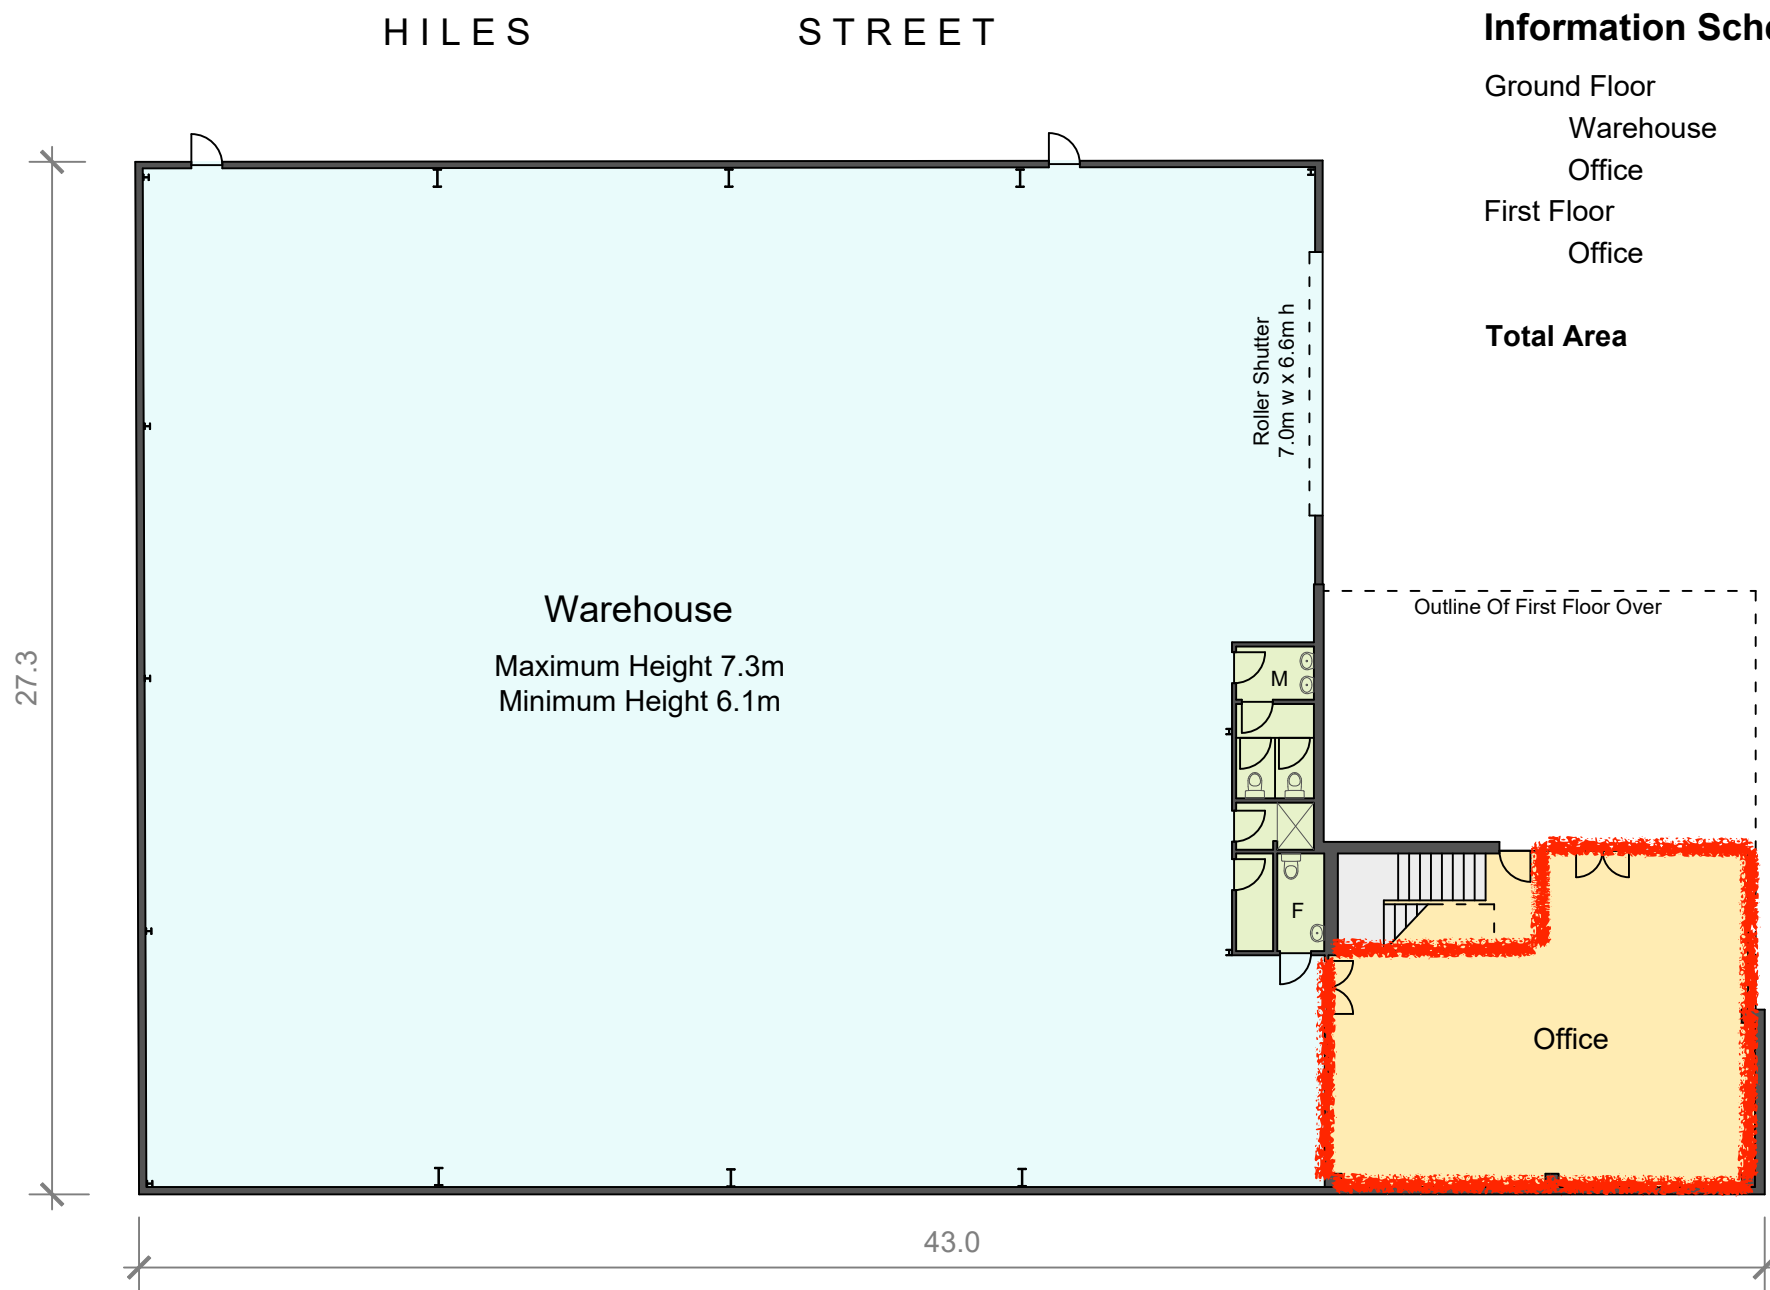 HILES STREET
Information Sche
Ground Floor
Warehouse
Office
First Floor
Office
Total Area
Roller Shutter
7.0m w x 6.6m h
Outline Of First Floor Over
Warehouse
Maximum Height 7.3m
Minimum Height 6.1m
27.3
M
F
Office
43.0